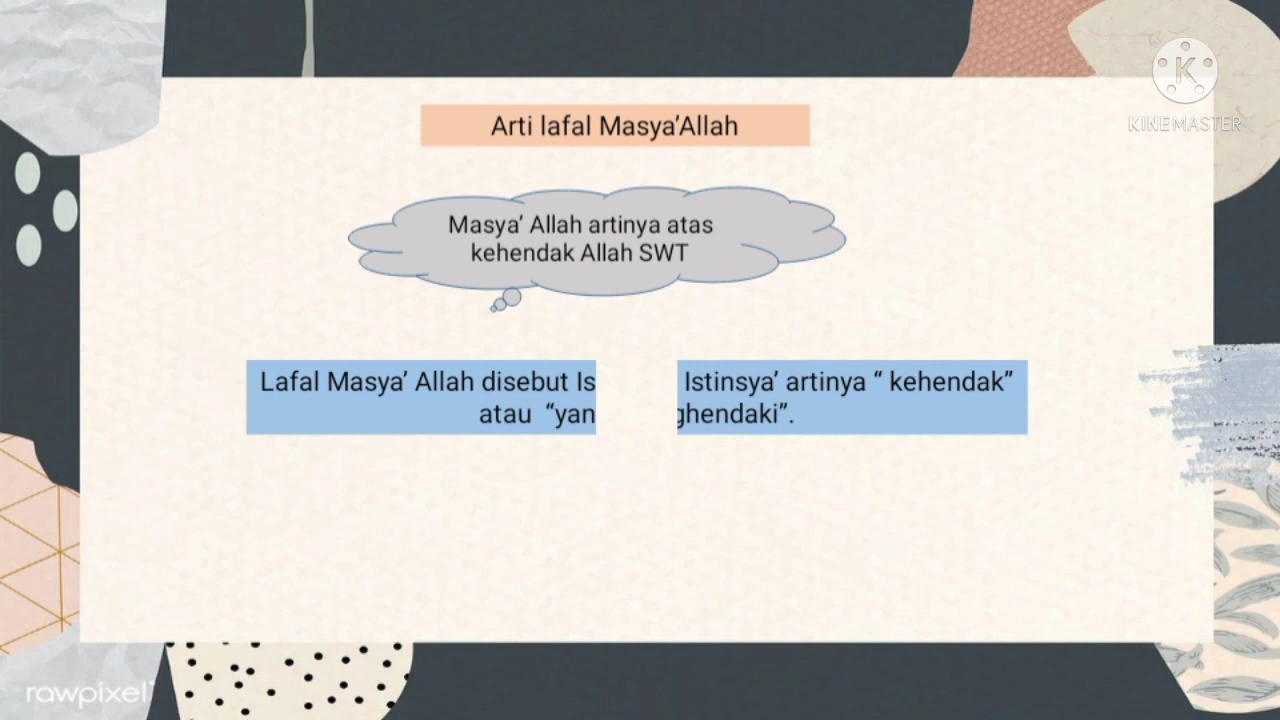 Arti lafal Masya’Allah
Masya’ Allah artinya atas
kehendak Allah SWT
Lafal Masya’ Allah disebut Is Istinsya’ artinya “ kehendak”
atau “yan ghendaki”.
KINEMASTER
rawpixel